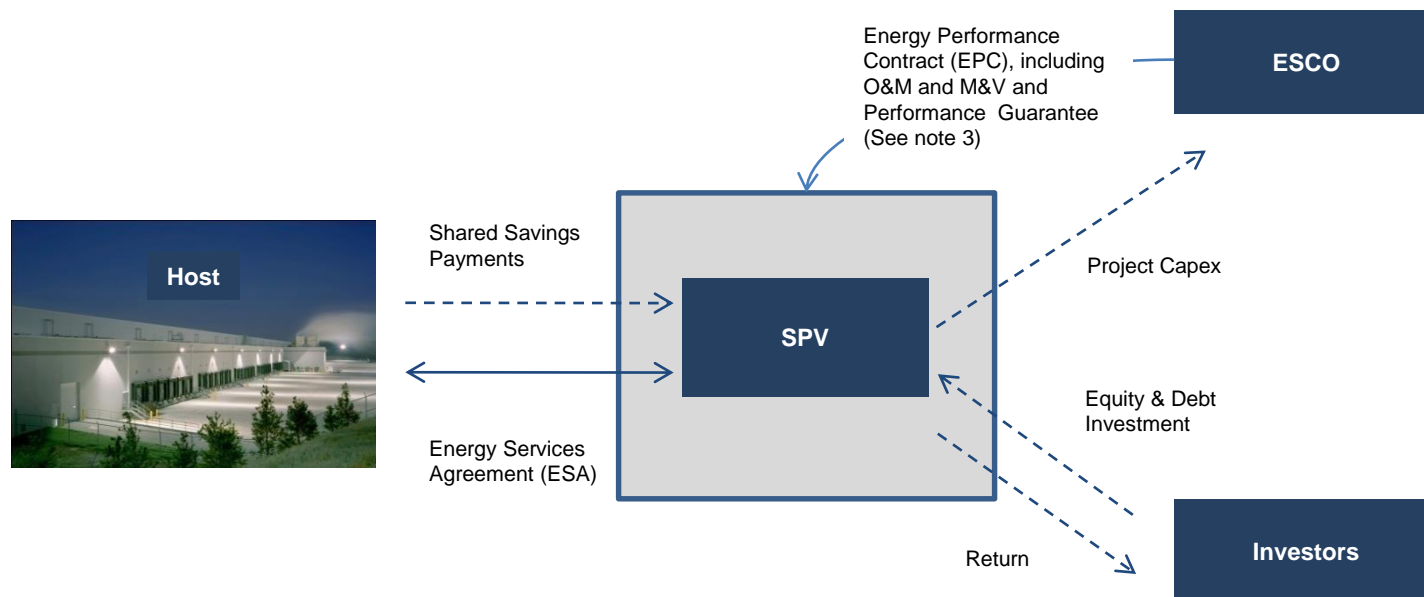 Energy Performance
Contract (EPC), including
O&M and M&V and
Performance Guarantee
(See note 3)
ESCO
Shared Savings
Payments
Host
Project Capex
SPV
Equity & Debt
Investment
Energy Services
Agreement (ESA)
Return
Investors